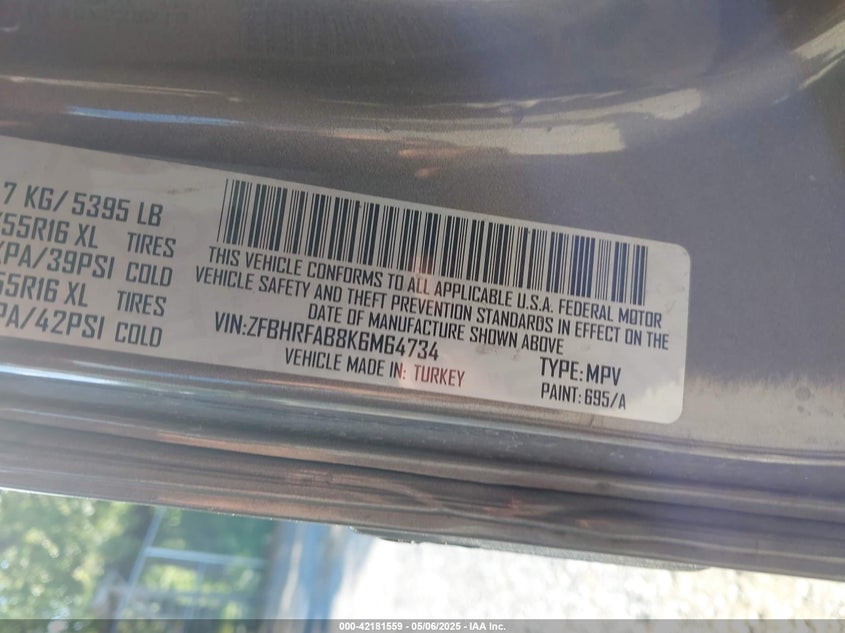 7 KG/ 5395 LB
55R16 XL TIRES
KPA/39PSI COLD
55R16 XL TIRES
PA/42PSI COLD
THIS VEHICLE CONFORMS TO ALL APPLICABLE U.S.A. FEDERAL MOTOR
VEHICLE SAFETY AND THEFT PREVENTION STANDARDS IN EFFECT ON THE
DATE OF MANUFACTURE SHOWN ABOVE
VIN:ZFBHRFAB8K6M64734
TYPE:MPV
VEHICLE MADE IN: TURKEY
PAINT: 695/A
000-42181559 - 05/06/2025 - IAA Inc.